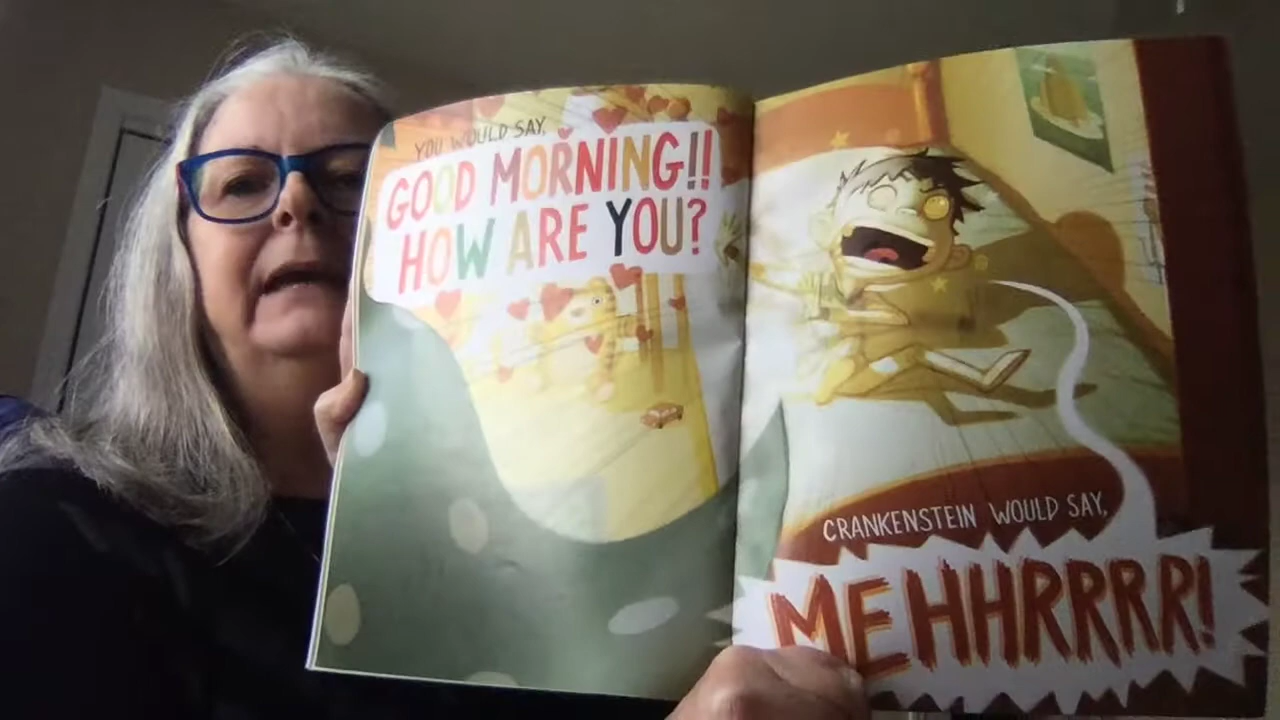 YOU WOULD SAY,
GOOD MORNING!!
HOW ARE YOU?
CRANKENSTEIN WOULD SAY,
MEHHRRRR!